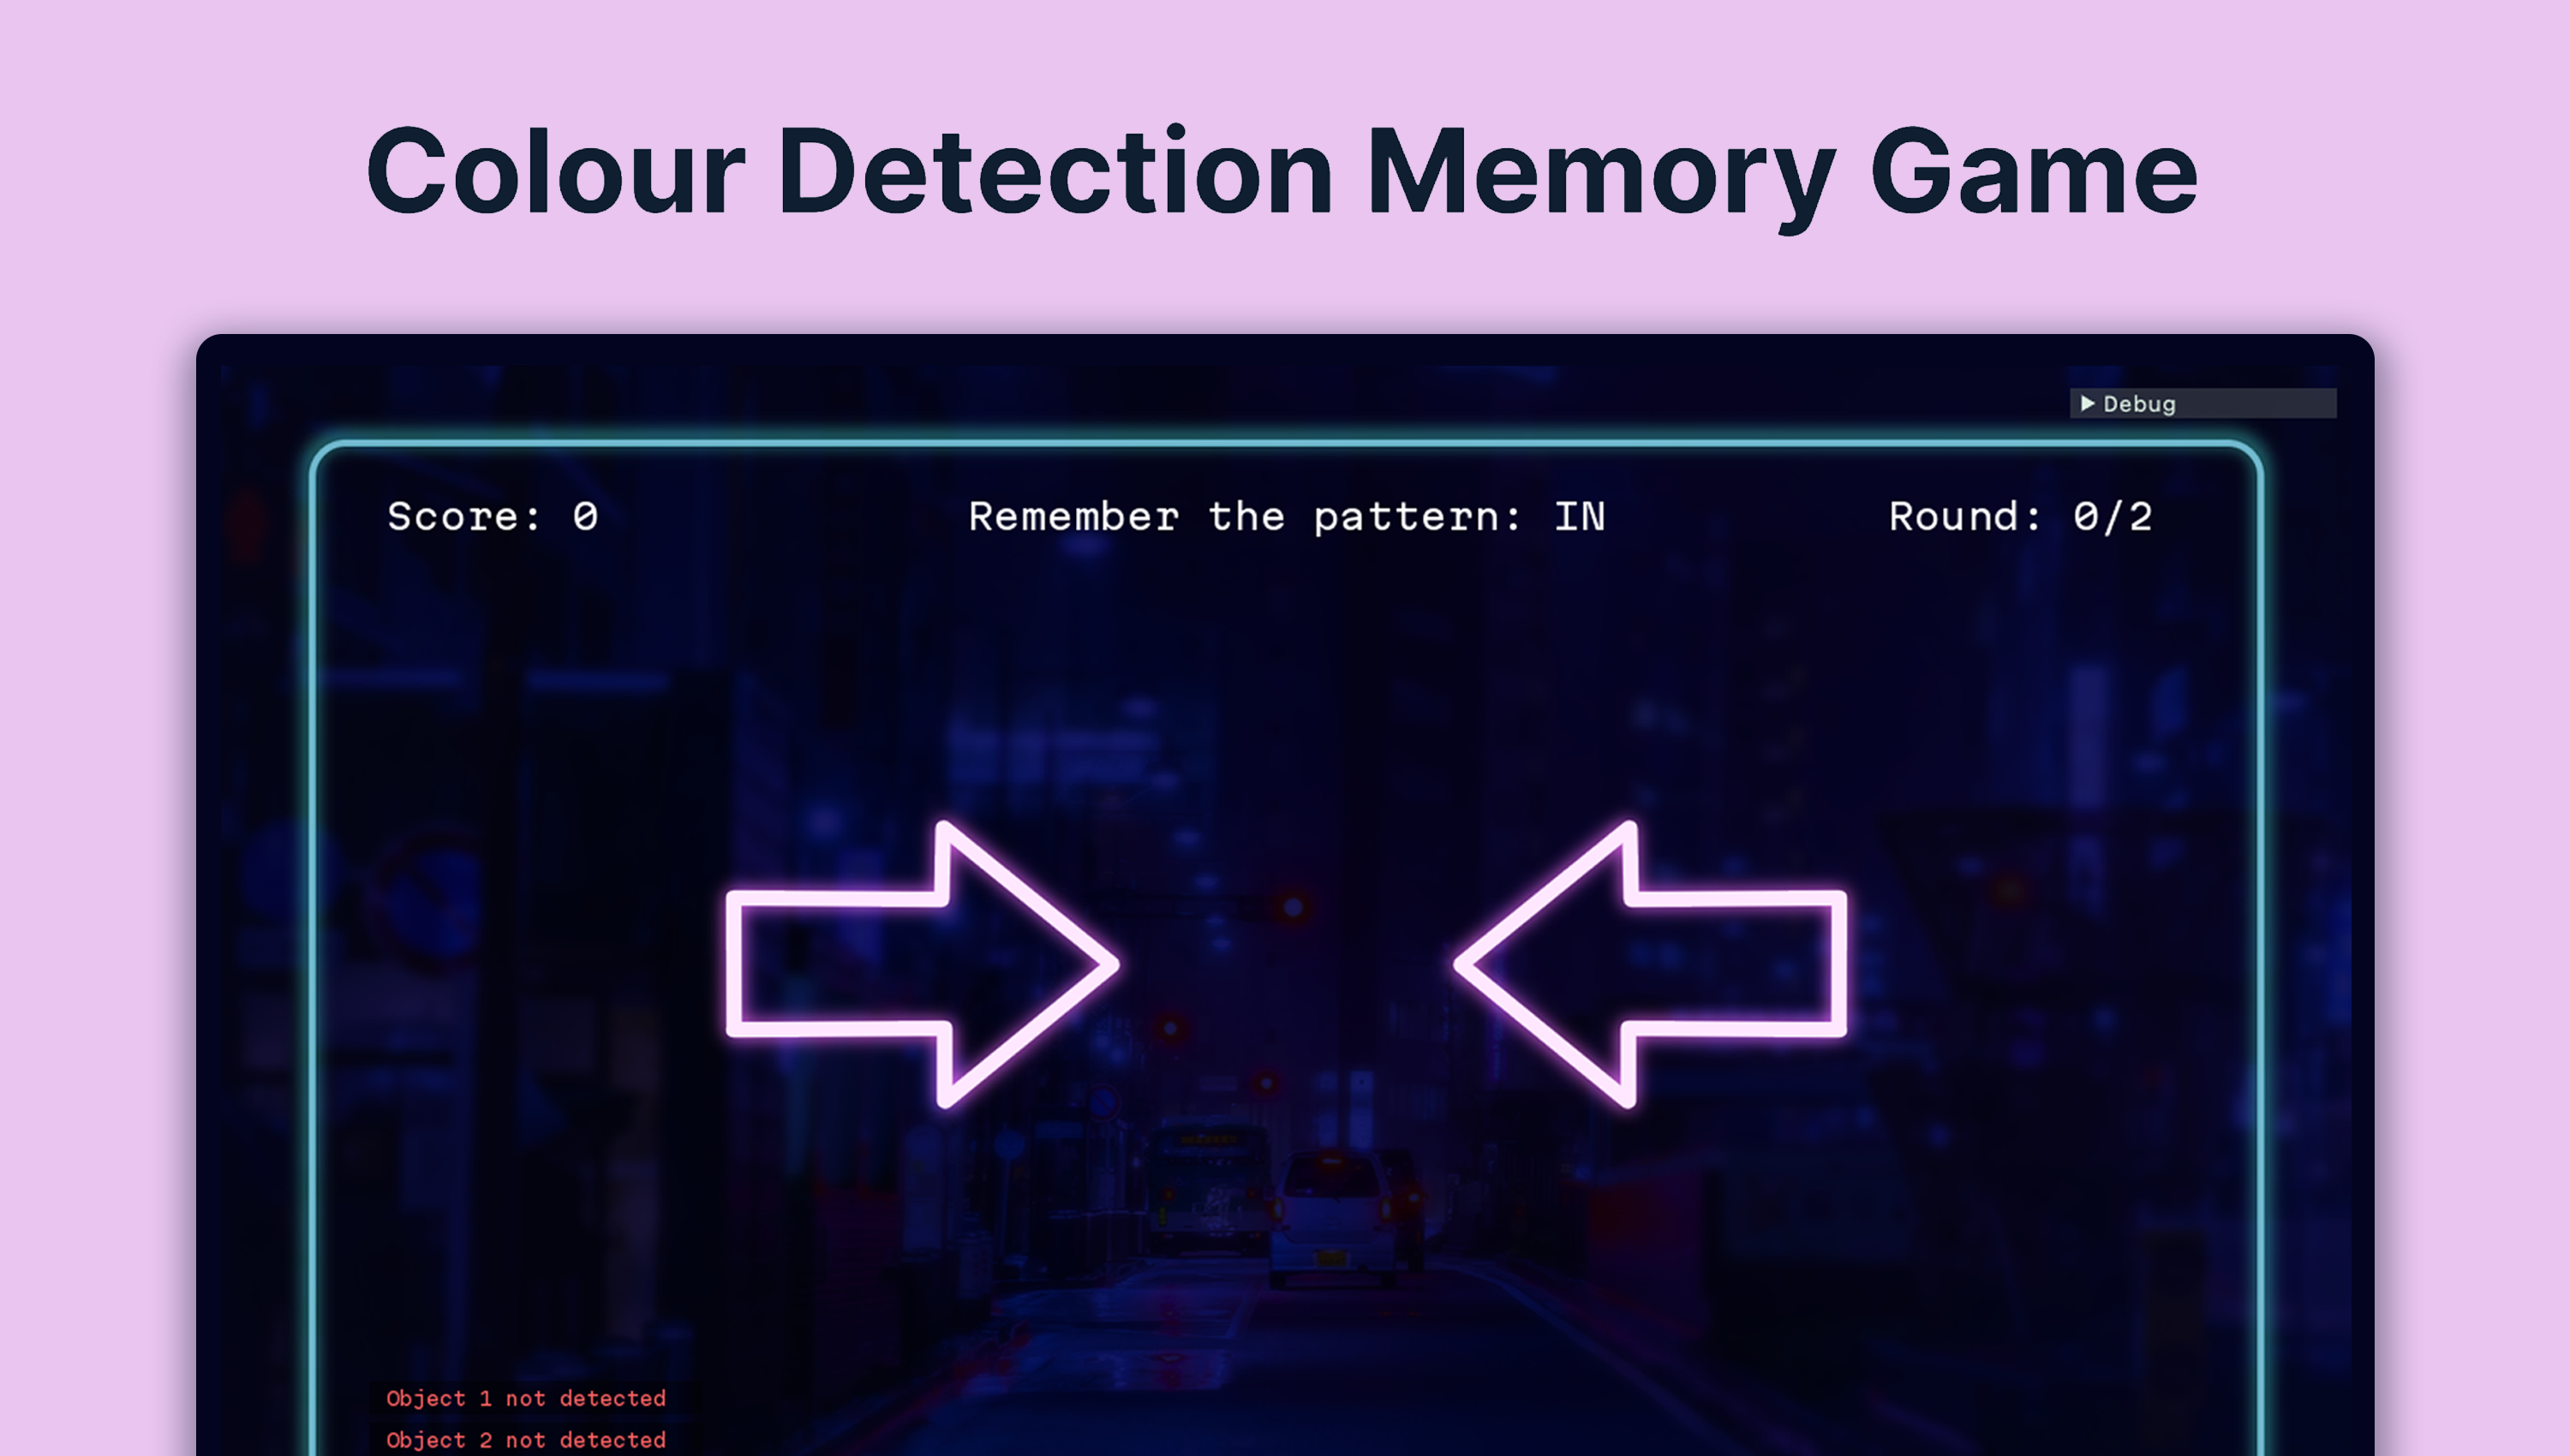 Colour Detection Memory Game
Debug
Score: 0
Remember the pattern: IN
Round: 0/2
Object 1 not detected
Object 2 not detected